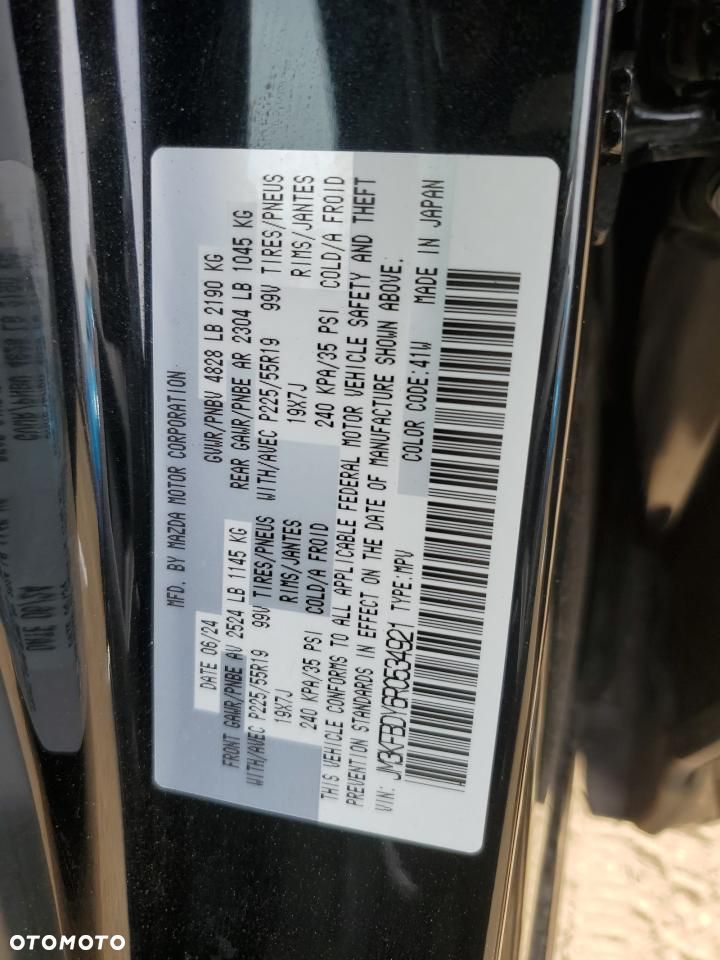 MFD. BY MAZDA MOTOR CORPORATION
DATE 06/24 GVWR/PNBV 4828 LB 2190 KG
FRONT GAWR/PNBE AV 2524 LB 1145 KG REAR GAWR/PNBE AR 2304 LB 1045 KG
WITH/AVEC P225/55R19 99V TIRES/PNEUS WITH/AVEC P225/55R19 99V TIRES/PNEUS
19X7J RIMS/JANTES 19X7J RIMS/JANTES
240 KPA/35 PSI COLD/A FROID 240 KPA/35 PSI COLD/A FROID
THIS VEHICLE CONFORMS TO ALL APPLICABLE FEDERAL MOTOR VEHICLE SAFETY AND THEFT
PREVENTION STANDARDS IN EFFECT ON THE DATE OF MANUFACTURE SHOWN ABOVE.
VIN: JM3KFBDY6R0534921 TYPE:MPV COLOR CODE:41W MADE IN JAPAN
OTOMOTO